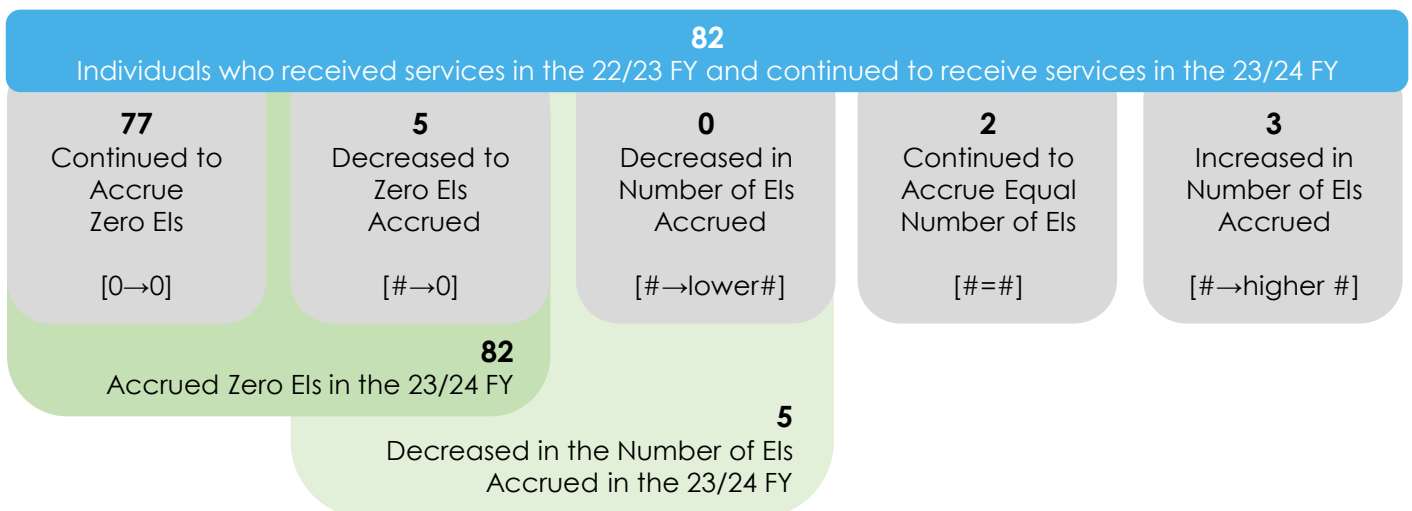 82
Individuals who received services in the 22/23 FY and continued to receive services in the 23/24 FY
77
Continued to
Accrue
Zero EIs
[0→0]
5
Decreased to
Zero EIs
Accrued
[#→0]
0
Decreased in
Number of EIs
Accrued
[#→lower#]
2
Continued to
Accrue Equal
Number of EIs
[#=#]
3
Increased in
Number of EIs
Accrued
[#→higher #]
82
Accrued Zero EIs in the 23/24 FY
5
Decreased in the Number of EIs
Accrued in the 23/24 FY